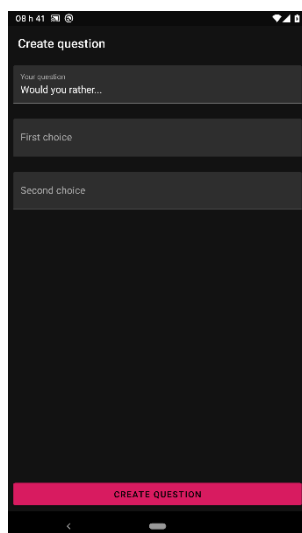 08 h 41
Create question
Your question
Would you rather...
First choice
Second choice
CREATE QUESTION